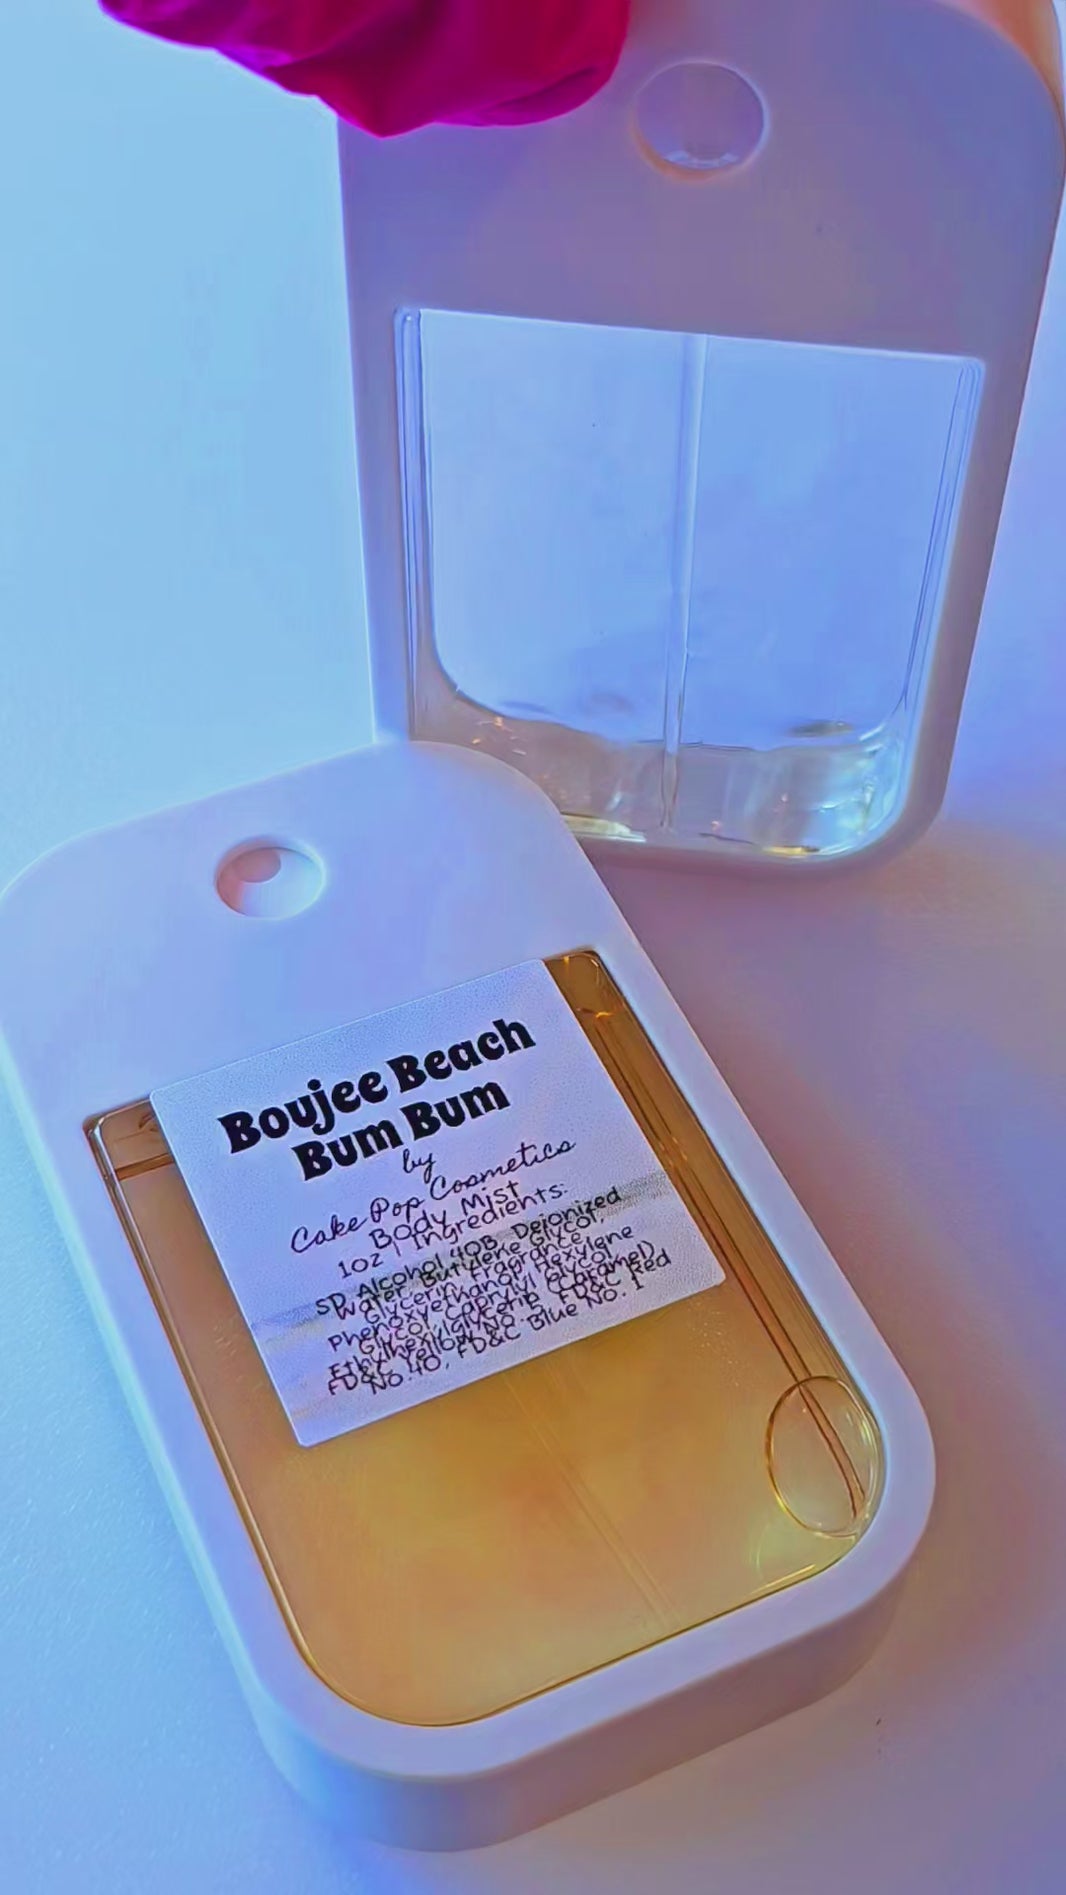 Boujee Beach
Bum Bum
by
Cake Pop Cosmetics
Body Mist
1oz | Ingredients:
SD Alcohol 40B, Deionized
Water, Butylene Glycol,
Glycerin, Fragrance,
Phenoxyethanol, Hexylene
Glycol, Caprylyl Glycol,
Ethylhexylglycerin (Caramel)
FD&C Yellow No. 5, FD&C Red
No.40, FD&C Blue No. 1